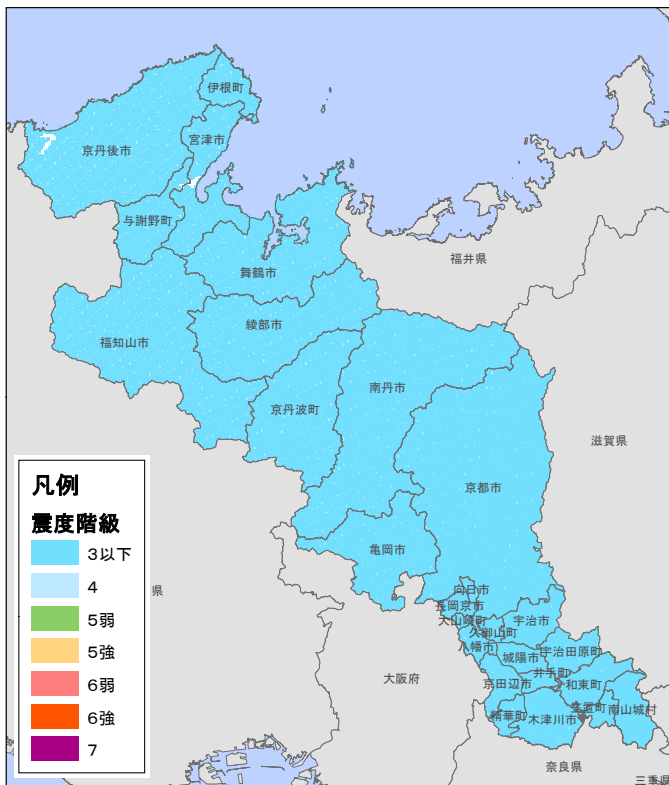 伊根町
宮津市
京丹後市
与謝野町
舞鶴市
福井県
綾部市
福知山市
南丹市
京丹波町
滋賀県
京都市
亀岡市
向日市
長岡京市
大山崎町
宇治市
久御山町
八幡市
宇治田原町
城陽市
井手町
大阪府
京田辺市
和東町
笠置町
南山城村
精華町
木津川市
奈良県
三重県
県
凡例
震度階級
3以下
4
5弱
5強
6弱
6強
7